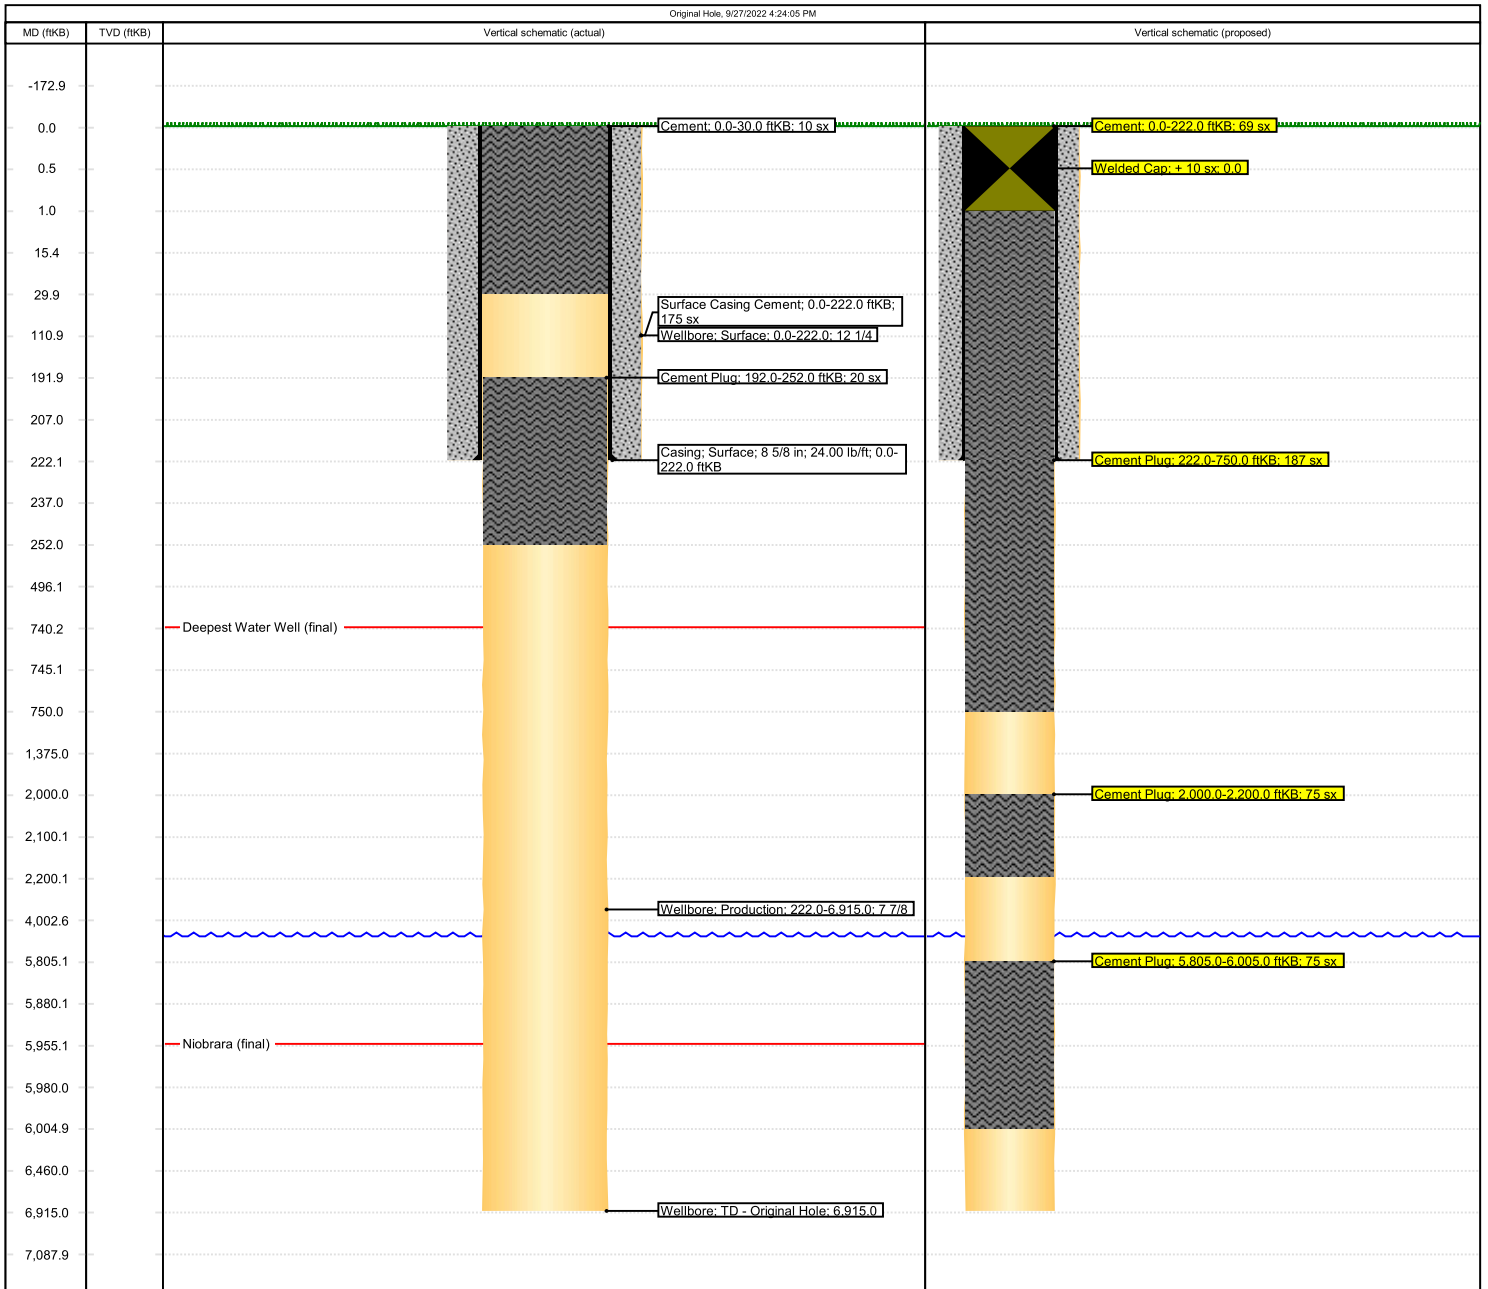 Original Hole, 9/27/2022 4:24:05 PM
MD (ftKB)
TVD (ftKB)
Vertical schematic (actual)
Vertical schematic (proposed)
-172.9
0.0
0.5
1.0
15.4
29.9
110.9
191.9
207.0
222.1
237.0
252.0
496.1
740.2
745.1
750.0
1,375.0
2,000.0
2,100.1
2,200.1
4,002.6
5,805.1
5,880.1
5,955.1
5,980.0
6,004.9
6,460.0
6,915.0
7,087.9
Cement; 0.0-30.0 ftKB; 10 sx
Surface Casing Cement; 0.0-222.0 ftKB;
175 sx
Wellbore; Surface; 0.0-222.0; 12 1/4
Cement Plug; 192.0-252.0 ftKB; 20 sx
Casing; Surface; 8 5/8 in; 24.00 lb/ft; 0.0-
222.0 ftKB
Deepest Water Well (final)
Wellbore; Production; 222.0-6,915.0; 7 7/8
Niobrara (final)
Wellbore; TD - Original Hole; 6,915.0
Cement; 0.0-222.0 ftKB; 69 sx
Welded Cap; + 10 sx; 0.0
Cement Plug; 222.0-750.0 ftKB; 187 sx
Cement Plug; 2,000.0-2,200.0 ftKB; 75 sx
Cement Plug; 5,805.0-6,005.0 ftKB; 75 sx